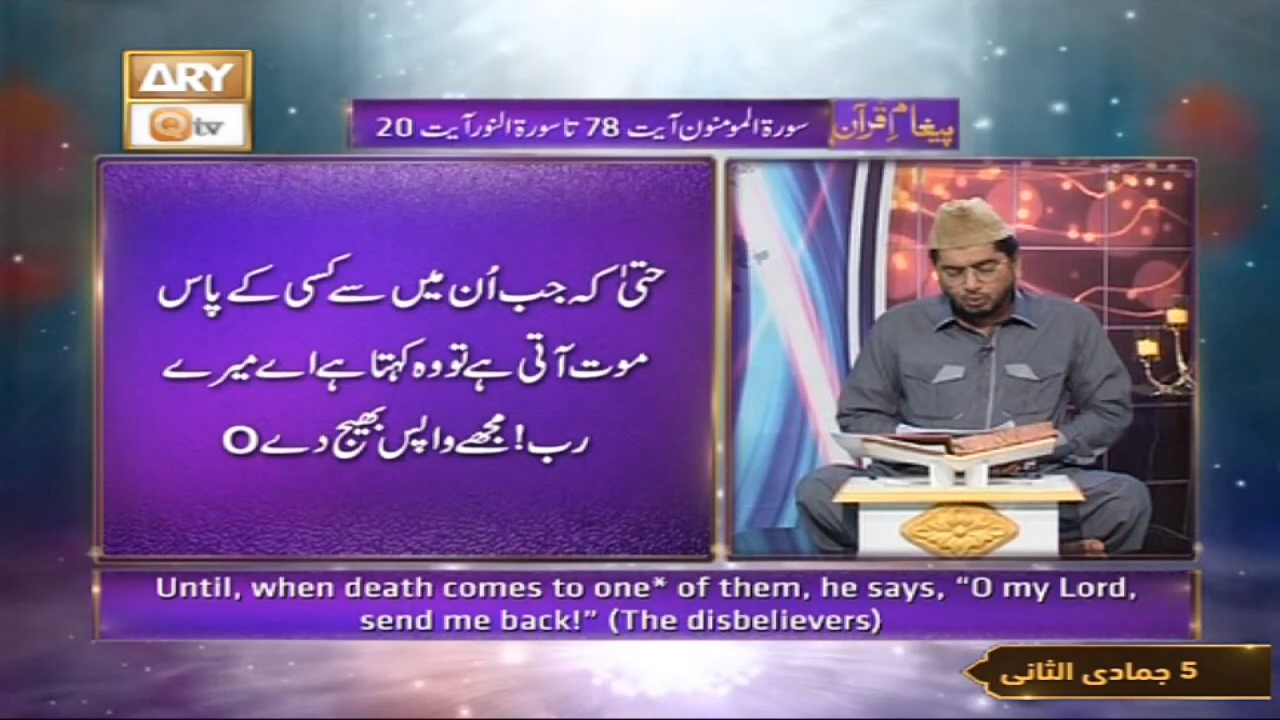 ARY
Qtv
پیغامِ قرآن
سورۃ المومنون آیت 78 تا سورۃ النور آیت 20
حتیٰ کہ جب اُن میں سے کسی کے پاس
موت آتی ہے تو وہ کہتا ہے اے میرے
رب! مجھے واپس بھیج دے O
Until, when death comes to one* of them, he says, “O my Lord,
send me back!” (The disbelievers)
5 جمادی الثانی